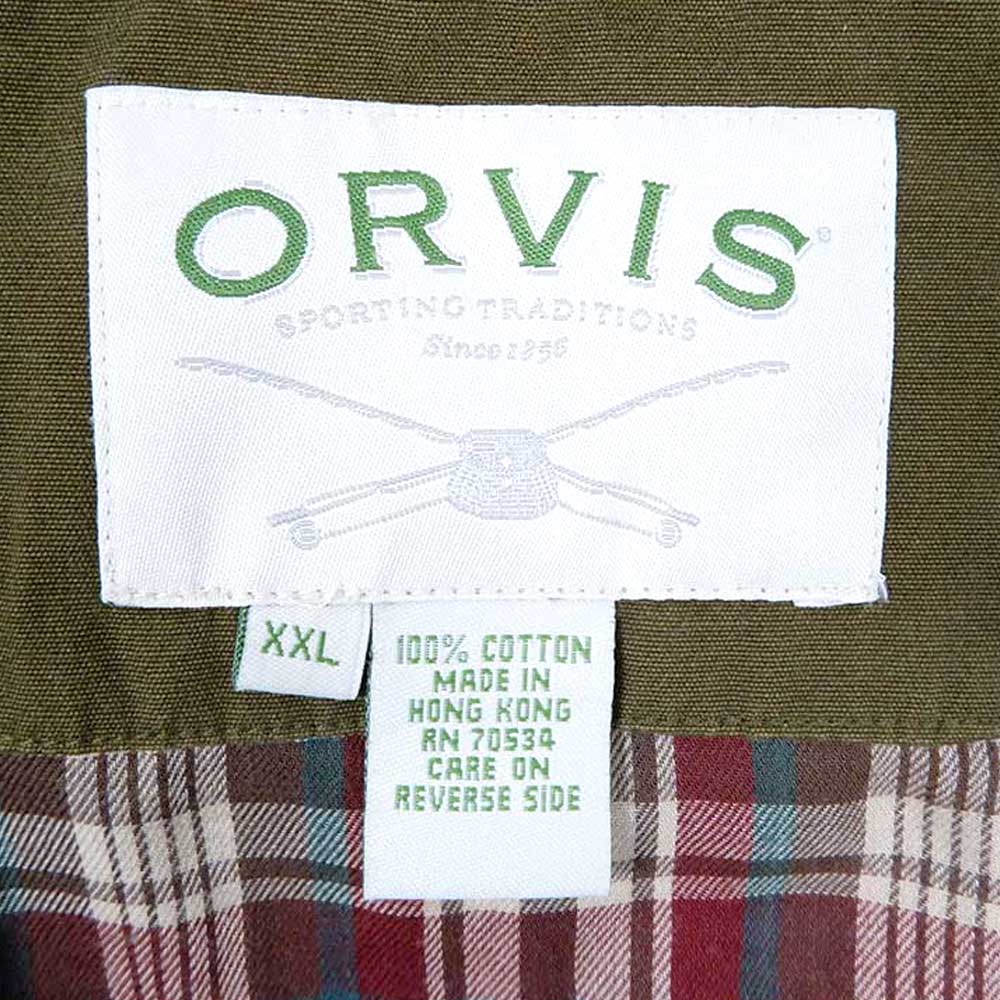 ORVIS®
SPORTING TRADITIONS
Since 1856
XXL
100% COTTON
MADE IN
HONG KONG
RN 70534
CARE ON
REVERSE SIDE